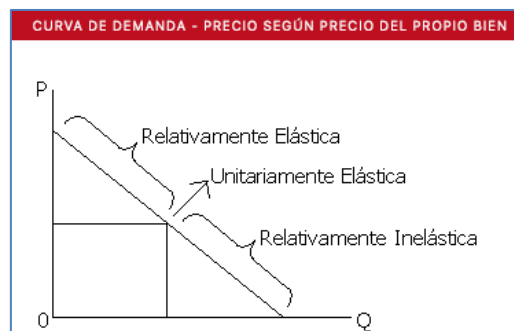 CURVA DE DEMANDA - PRECIO SEGÚN PRECIO DEL PROPIO BIEN
P
Relativamente Elástica
Unitariamente Elástica
Relativamente Inelástica
0
Q